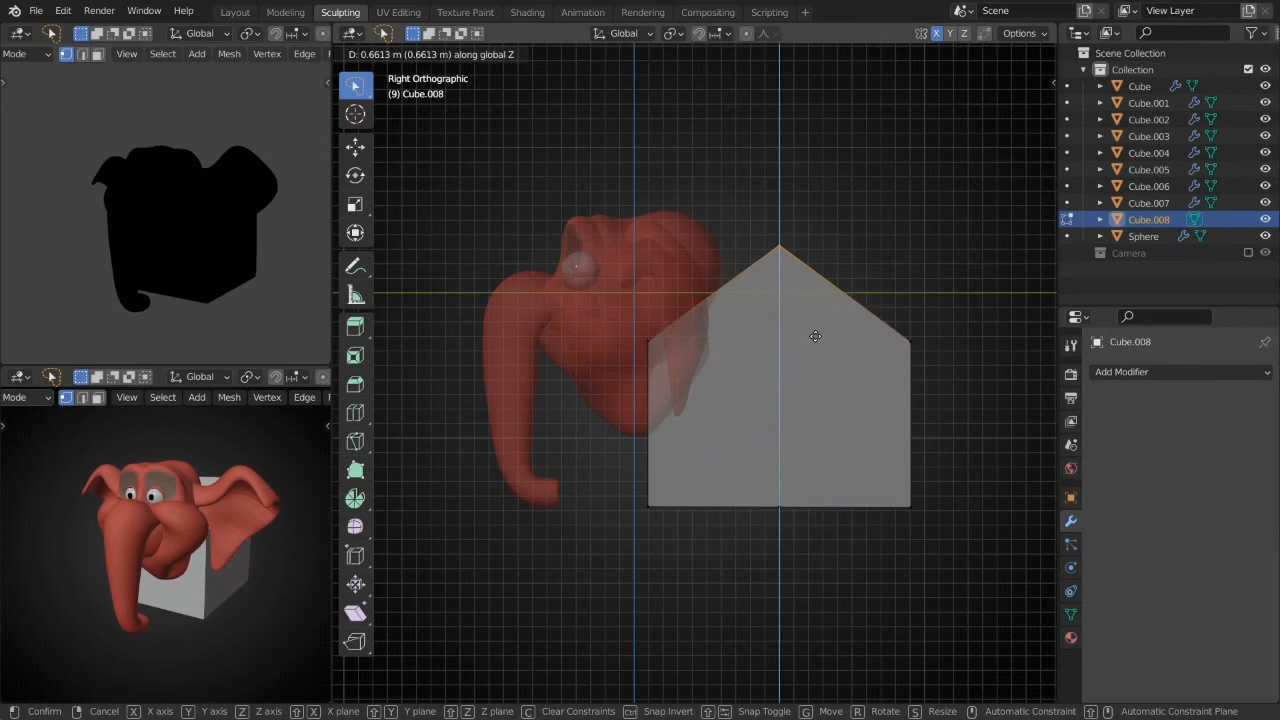 File Edit Render Window Help Layout Modeling Sculpting UV Editing Texture Paint Shading Animation Rendering Compositing Scripting + Scene View Layer
Global Global X Y Z Options
Mode View Select Add Mesh Vertex Edge F
D: 0.6613 m (0.6613 m) along global Z
Right Orthographic
(9) Cube.008
Scene Collection
Collection
Cube
Cube.001
Cube.002
Cube.003
Cube.004
Cube.005
Cube.006
Cube.007
Cube.008
Sphere
Camera
Cube.008
Add Modifier
Global
Mode View Select Add Mesh Vertex Edge F
Confirm Cancel X X axis Y Y axis Z Z axis X X plane Y Y plane Z Z plane C Clear Constraints Ctrl Snap Invert Snap Toggle G Move R Rotate S Resize Automatic Constraint Automatic Constraint Plane